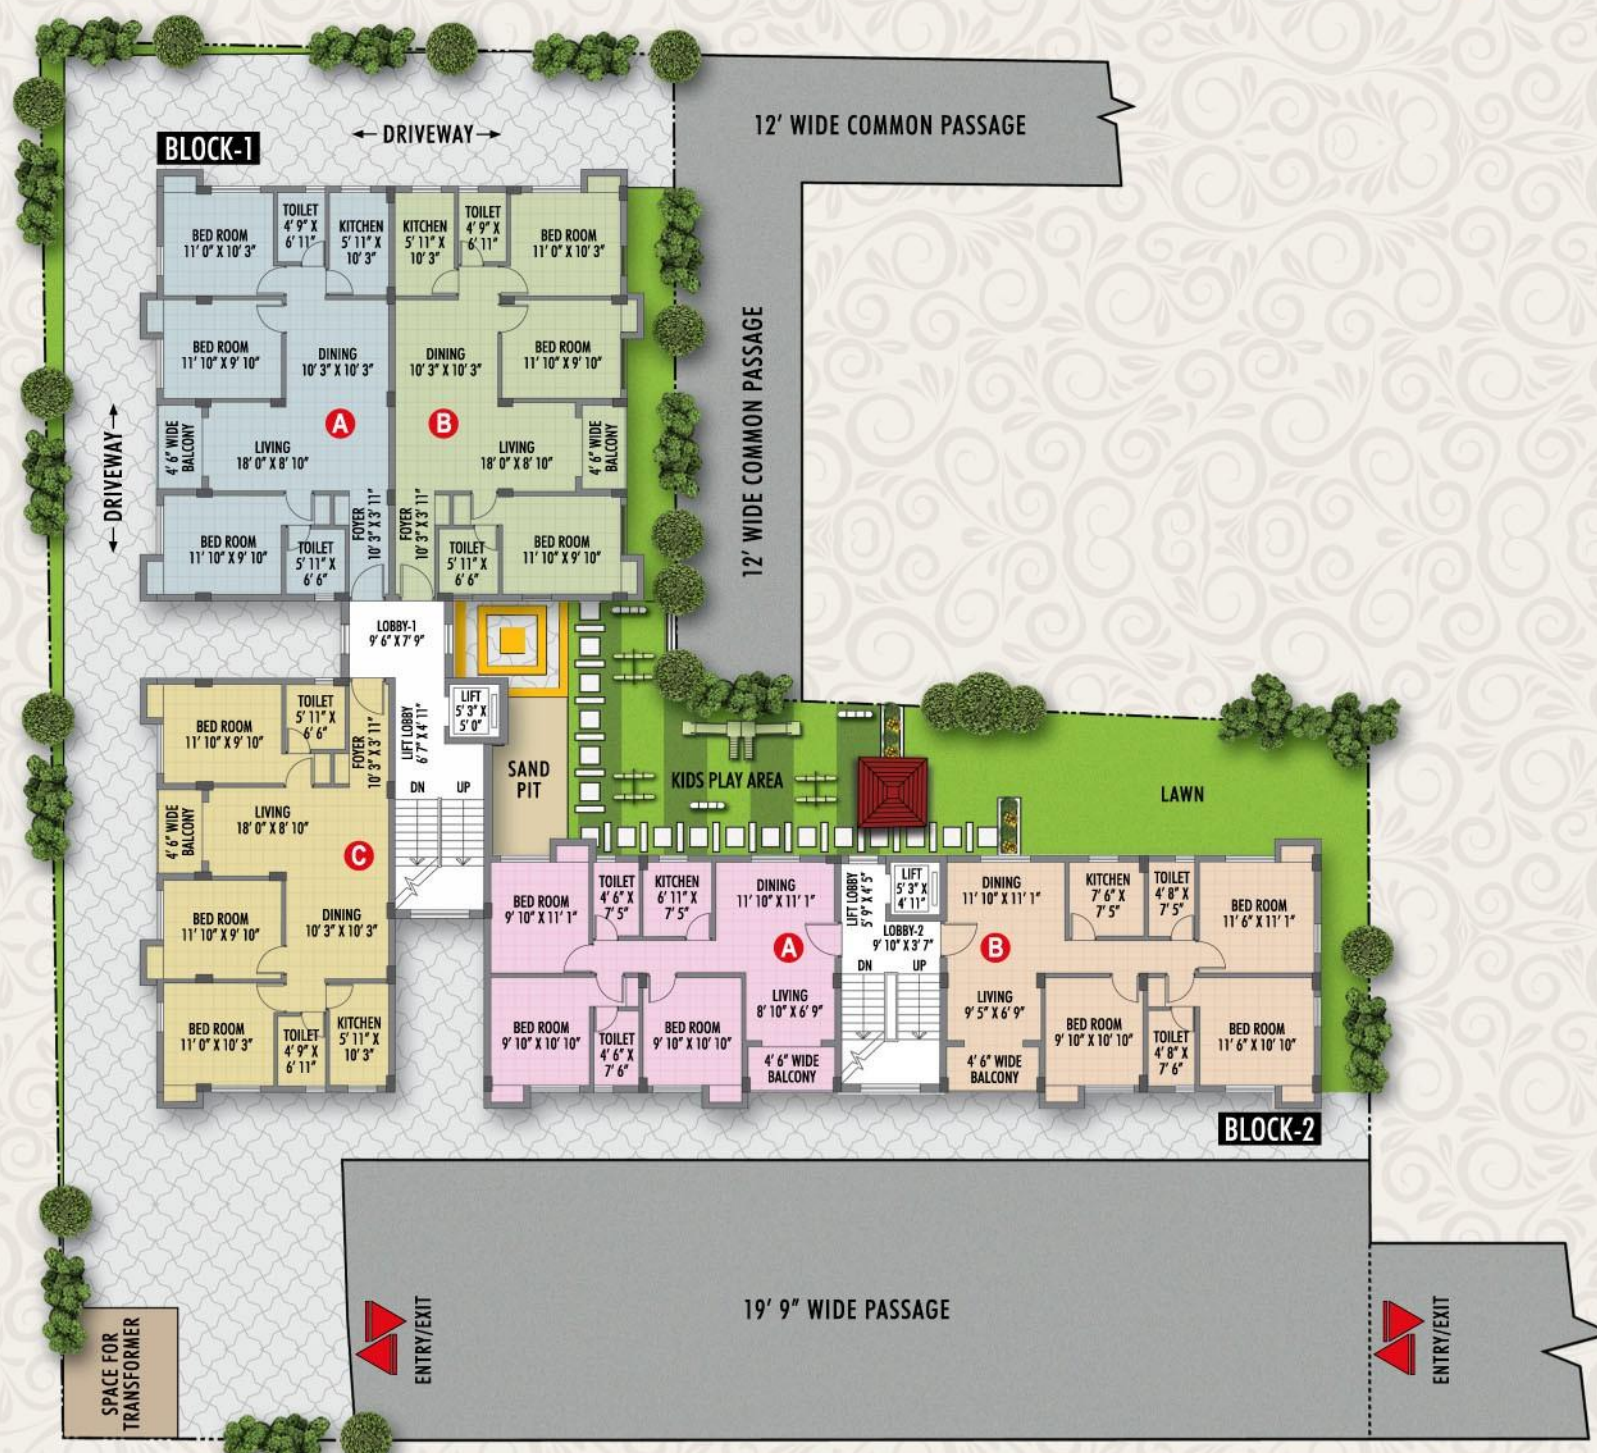 12' WIDE COMMON PASSAGE
BLOCK-1
DRIVEWAY
BED ROOM
11' 0" X 10' 3"
TOILET
4' 9" X
6' 11"
KITCHEN
5' 11" X
10' 3"
KITCHEN
5' 11" X
10' 3"
TOILET
4' 9" X
6' 11"
BED ROOM
11' 0" X 10' 3"
BED ROOM
11' 10" X 9' 10"
DINING
10' 3" X 10' 3"
DINING
10' 3" X 10' 3"
BED ROOM
11' 10" X 9' 10"
12' WIDE COMMON PASSAGE
DRIVEWAY
A
B
4' 6" WIDE
BALCONY
LIVING
18' 0" X 8' 10"
LIVING
18' 0" X 8' 10"
4' 6" WIDE
BALCONY
BED ROOM
11' 10" X 9' 10"
TOILET
5' 11" X
6' 6"
FOYER
10' 3" X 3' 11"
FOYER
10' 3" X 3' 11"
TOILET
5' 11" X
6' 6"
BED ROOM
11' 10" X 9' 10"
LOBBY-1
9' 6" X 7' 9"
BED ROOM
11' 10" X 9' 10"
TOILET
5' 11" X
6' 6"
FOYER
10' 3" X 3' 11"
LIFT LOBBY
6' 7" X 4' 11"
LIFT
5' 3" X
5' 0"
DN
UP
SAND
PIT
KIDS PLAY AREA
LAWN
4' 6" WIDE
BALCONY
LIVING
18' 0" X 8' 10"
C
BED ROOM
11' 10" X 9' 10"
DINING
10' 3" X 10' 3"
BED ROOM
11' 0" X 10' 3"
TOILET
4' 9" X
6' 11"
KITCHEN
5' 11" X
10' 3"
BED ROOM
9' 10" X 11' 1"
TOILET
4' 6" X
7' 5"
KITCHEN
6' 11" X
7' 5"
DINING
11' 10" X 11' 1"
LIFT LOBBY
5' 9" X 4' 5"
LIFT
5' 3" X
4' 11"
DINING
11' 10" X 11' 1"
KITCHEN
7' 6" X
7' 5"
TOILET
4' 8" X
7' 5"
BED ROOM
11' 6" X 11' 1"
A
LOBBY-2
9' 10" X 3' 7"
B
DN
UP
BED ROOM
9' 10" X 10' 10"
TOILET
4' 6" X
7' 6"
BED ROOM
9' 10" X 10' 10"
LIVING
8' 10" X 6' 9"
4' 6" WIDE
BALCONY
LIVING
9' 5" X 6' 9"
4' 6" WIDE
BALCONY
BED ROOM
9' 10" X 10' 10"
TOILET
4' 8" X
7' 6"
BED ROOM
11' 6" X 10' 10"
BLOCK-2
19' 9" WIDE PASSAGE
ENTRY/EXIT
ENTRY/EXIT
SPACE FOR
TRANSFORMER